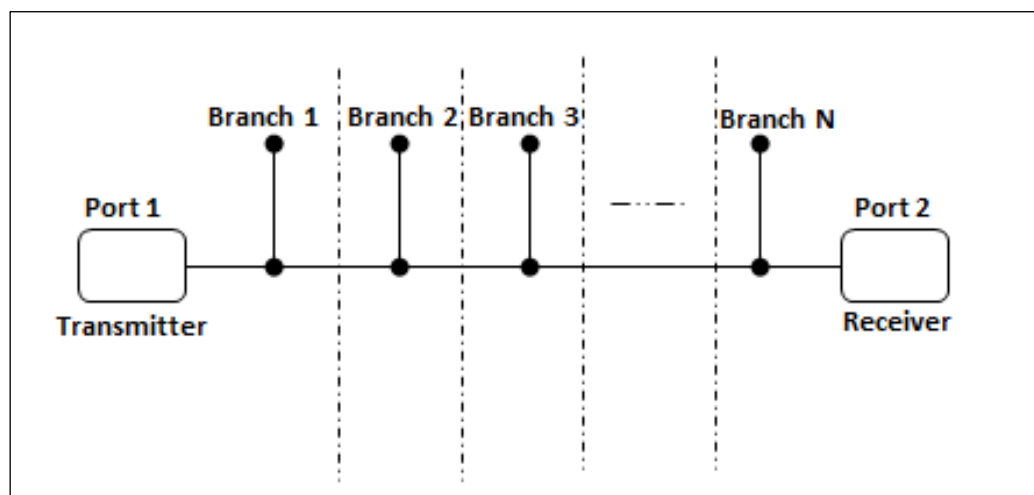 Branch 1
Branch 2
Branch 3
Branch N
Port 1
Port 2
Transmitter
Receiver